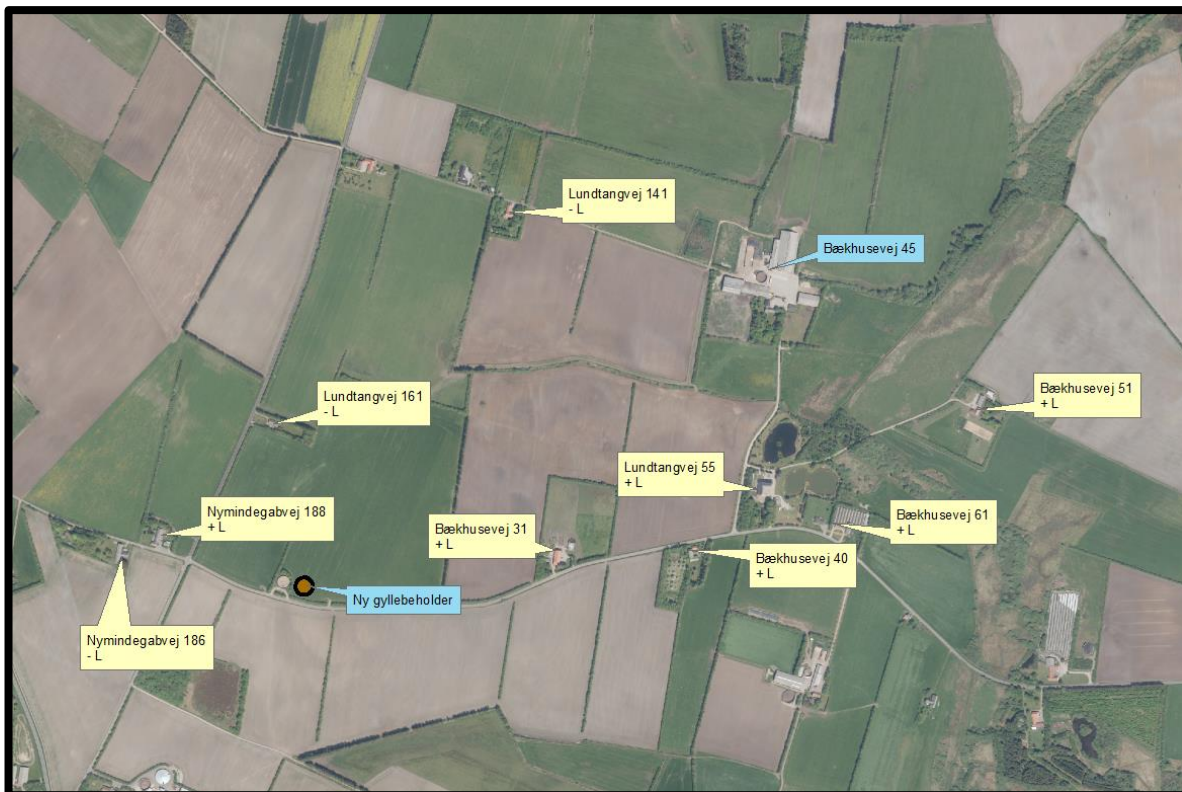 Lundtangvej 141
- L
Bækhusevej 45
Lundtangvej 161
- L
Bækhusevej 51
+ L
Lundtangvej 55
+ L
Nymindegabvej 188
+ L
Bækhusevej 31
+ L
Bækhusevej 61
+ L
Bækhusevej 40
+ L
Ny gyllebeholder
Nymindegabvej 186
- L